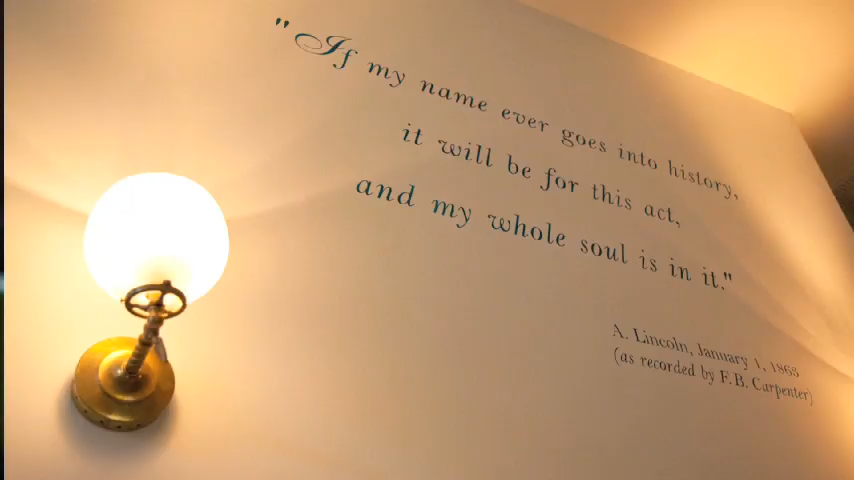 "If my name ever goes into history,
it will be for this act,
and my whole soul is in it."
A. Lincoln, January 1, 1863
(as recorded by F. B. Carpenter)